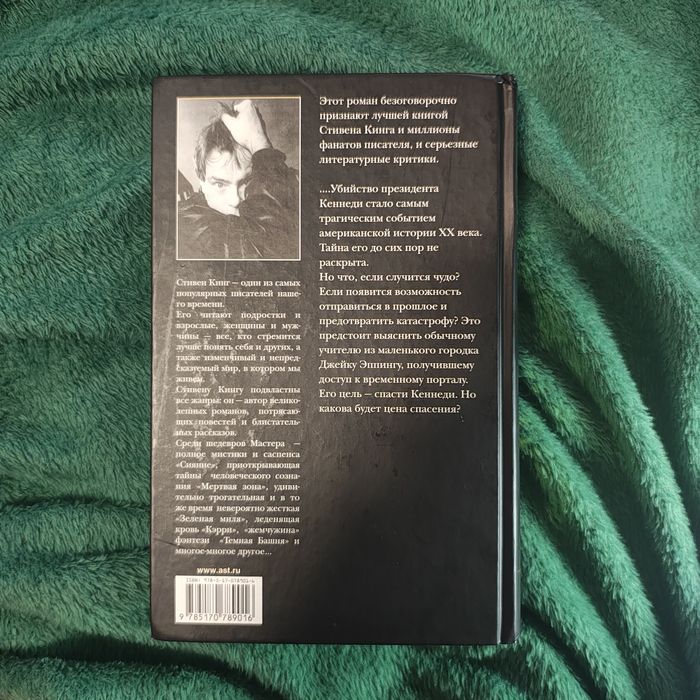 Этот роман безоговорочно
признают лучшей книгой
Стивена Кинга и миллионы
фанатов писателя, и серьезные
литературные критики.
....Убийство президента
Кеннеди стало самым
трагическим событием
американской истории XX века.
Тайна его до сих пор не
раскрыта.
Но что, если случится чудо?
Если появится возможность
отправиться в прошлое и
предотвратить катастрофу? Это
предстоит выяснить обычному
учителю из маленького городка
Джейку Эппингу, получившему
доступ к временному порталу.
Его цель — спасти Кеннеди. Но
какова будет цена спасения?
Стивен Кинг — один из самых
популярных писателей наше-
го времени.
Его читают подростки и
взрослые, женщины и муж-
чины — все, кто стремится
лучше понять себя и других, а
также изменчивый и непред-
сказуемый мир, в котором мы
живем.
Стивену Кингу подвластны
все жанры: он — автор велико-
лепных романов, потрясаю-
щих повестей и блистатель-
ных рассказов.
Среди шедевров Мастера —
полное мистики и саспенса
«Сияние», приоткрывающая
тайны человеческого созна-
ния «Мертвая зона», удиви-
тельно трогательная и в то
же время невероятно жесткая
«Зеленая миля», леденящая
кровь «Кэрри», «жемчужина»
фэнтези «Темная Башня» и
многое-многое другое...
www.ast.ru
ISBN: 978-5-17-078901-6
9 785170 789016